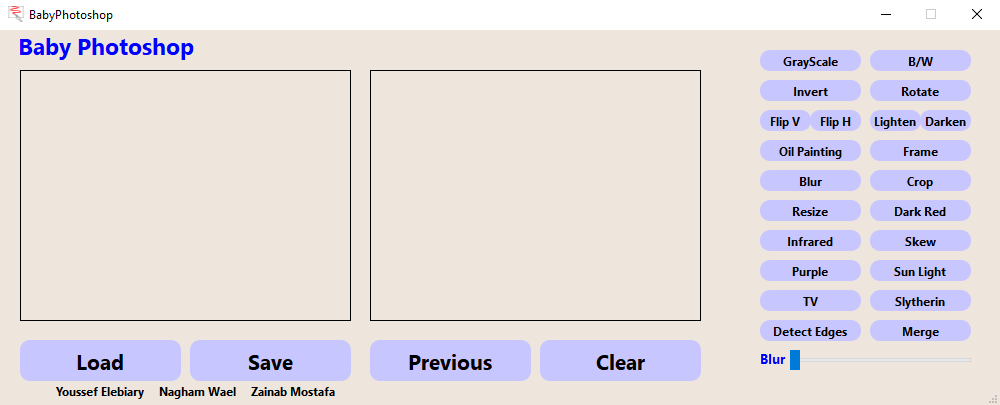 BabyPhotoshop
Baby Photoshop
GrayScale B/W
Invert Rotate
Flip V Flip H Lighten Darken
Oil Painting Frame
Blur Crop
Resize Dark Red
Infrared Skew
Purple Sun Light
TV Slytherin
Detect Edges Merge
Blur
Load Save Previous Clear
Youssef Elebiary Nagham Wael Zainab Mostafa